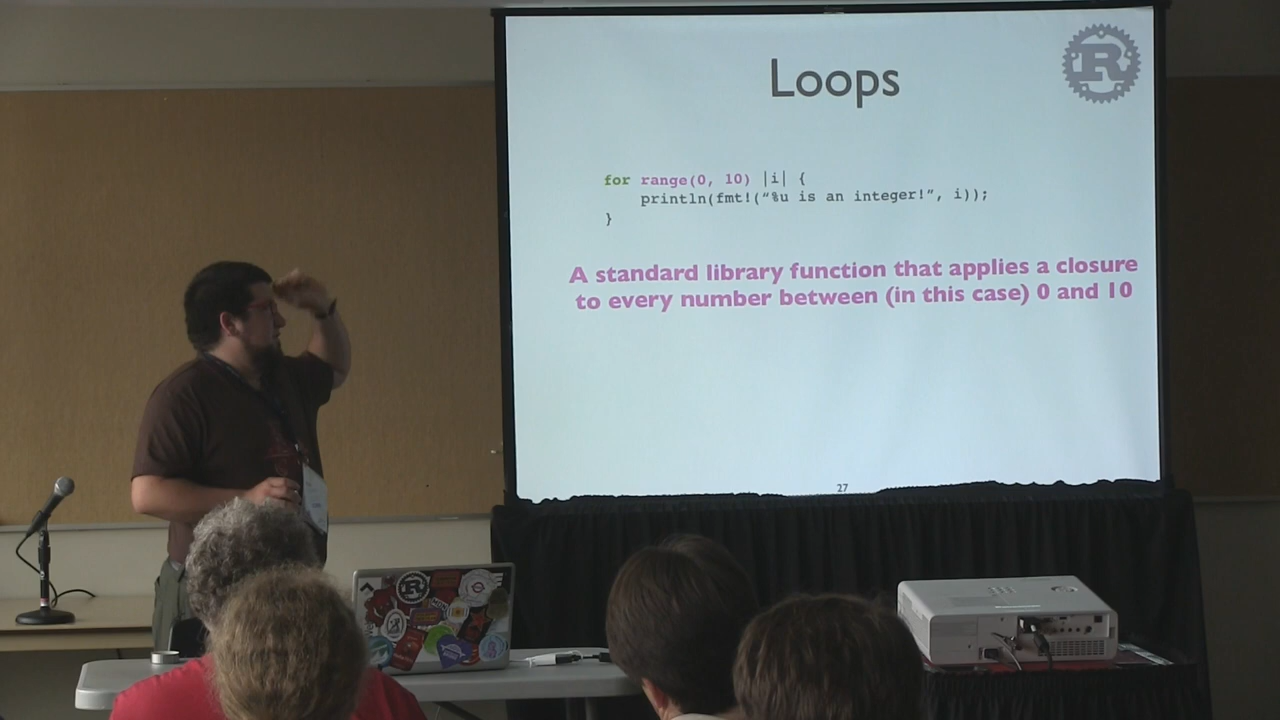 Loops
R
for range(0, 10) |i| {
    println(fmt!(“%u is an integer!”, i));
}
A standard library function that applies a closure
to every number between (in this case) 0 and 10
27
R